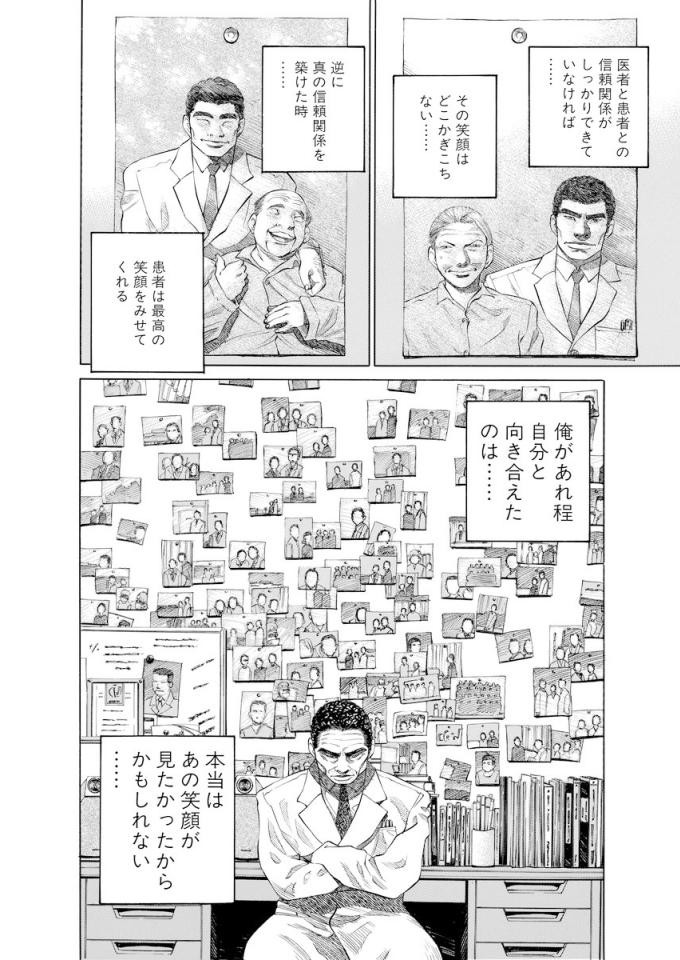 医者と患者との
信頼関係が
しっかりできて
いなければ
……
その笑顔は
どこかぎこち
ない……
逆に
真の信頼関係を
築けた時
……
患者は最高の
笑顔をみせて
くれる
俺があれ程
自分と
向き合えた
のは……
本当は
あの笑顔が
見たかったから
かもしれない
……